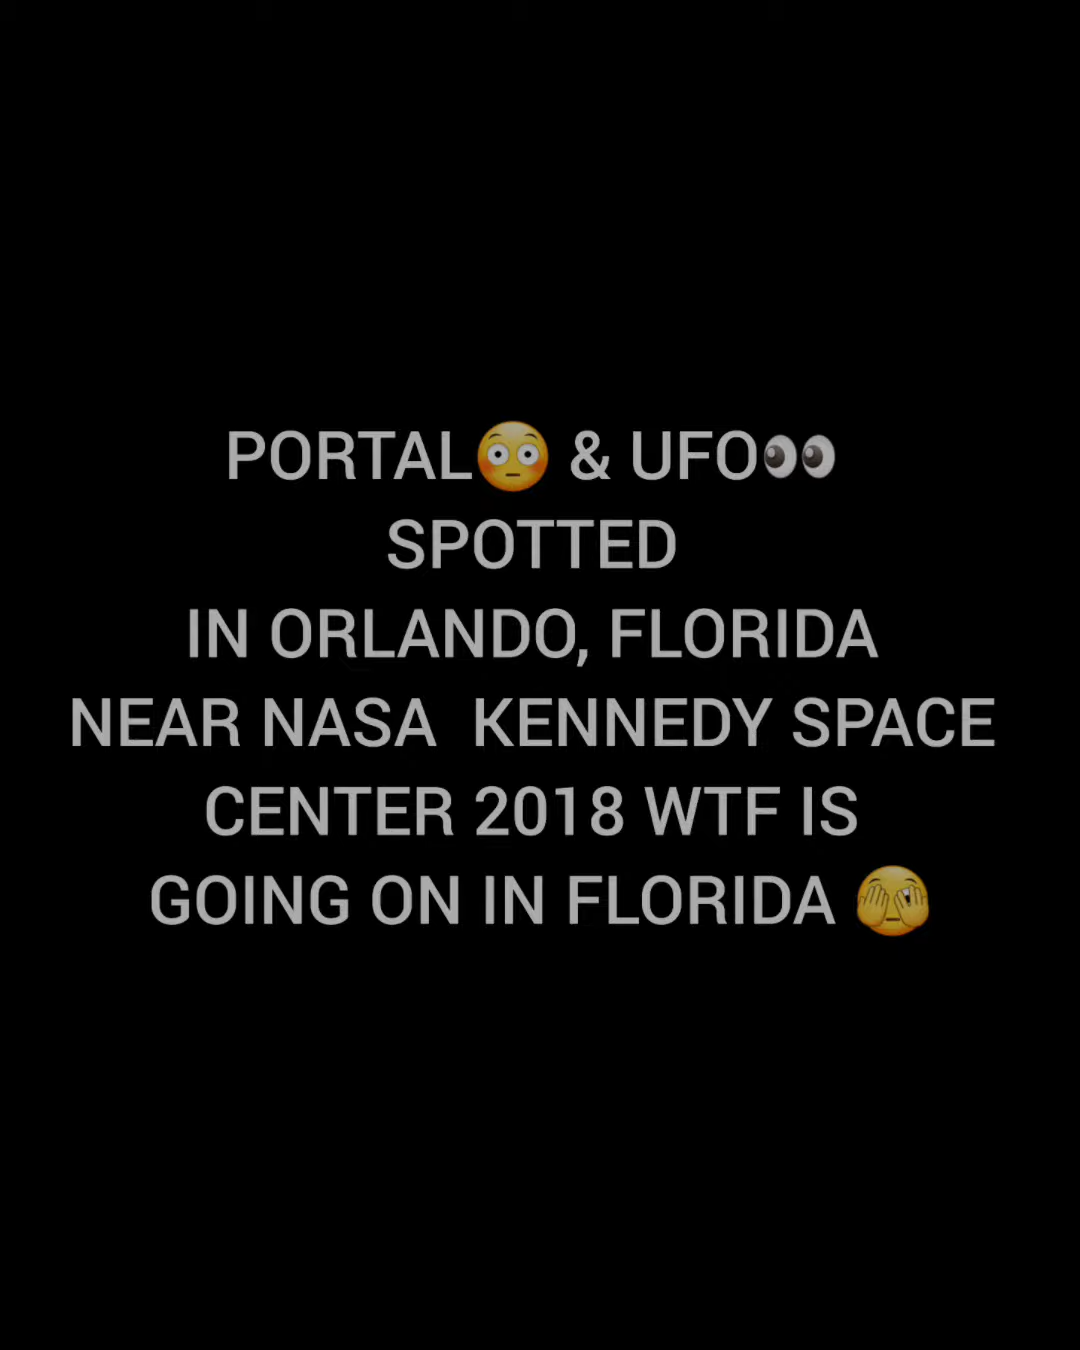 PORTAL😳 & UFO👀
SPOTTED
IN ORLANDO, FLORIDA
NEAR NASA  KENNEDY SPACE
CENTER 2018 WTF IS
GOING ON IN FLORIDA 🫣